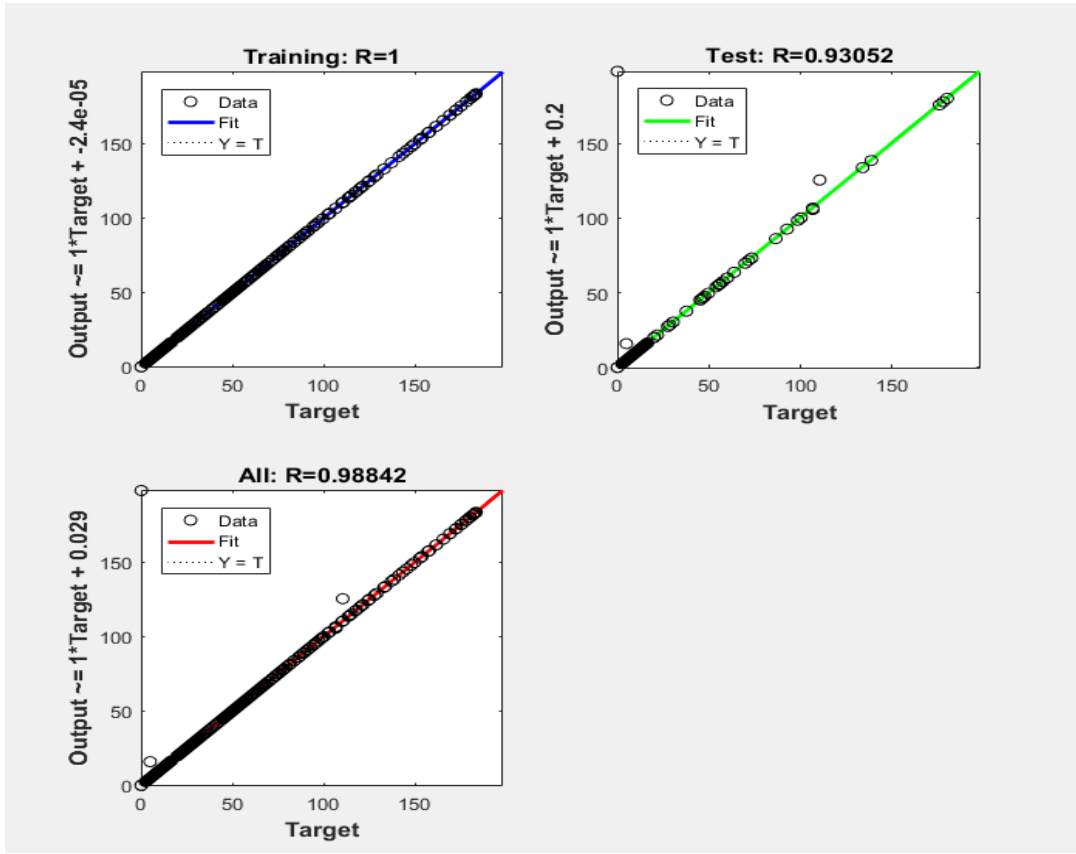 Training: R=1
Output ~= 1*Target + -2.4e-05
Data
Fit
Y = T
150
100
50
0
0 50 100 150
Target
Test: R=0.93052
Output ~= 1*Target + 0.2
Data
Fit
Y = T
150
100
50
0
0 50 100 150
Target
All: R=0.98842
Output ~= 1*Target + 0.029
Data
Fit
Y = T
150
100
50
0
0 50 100 150
Target